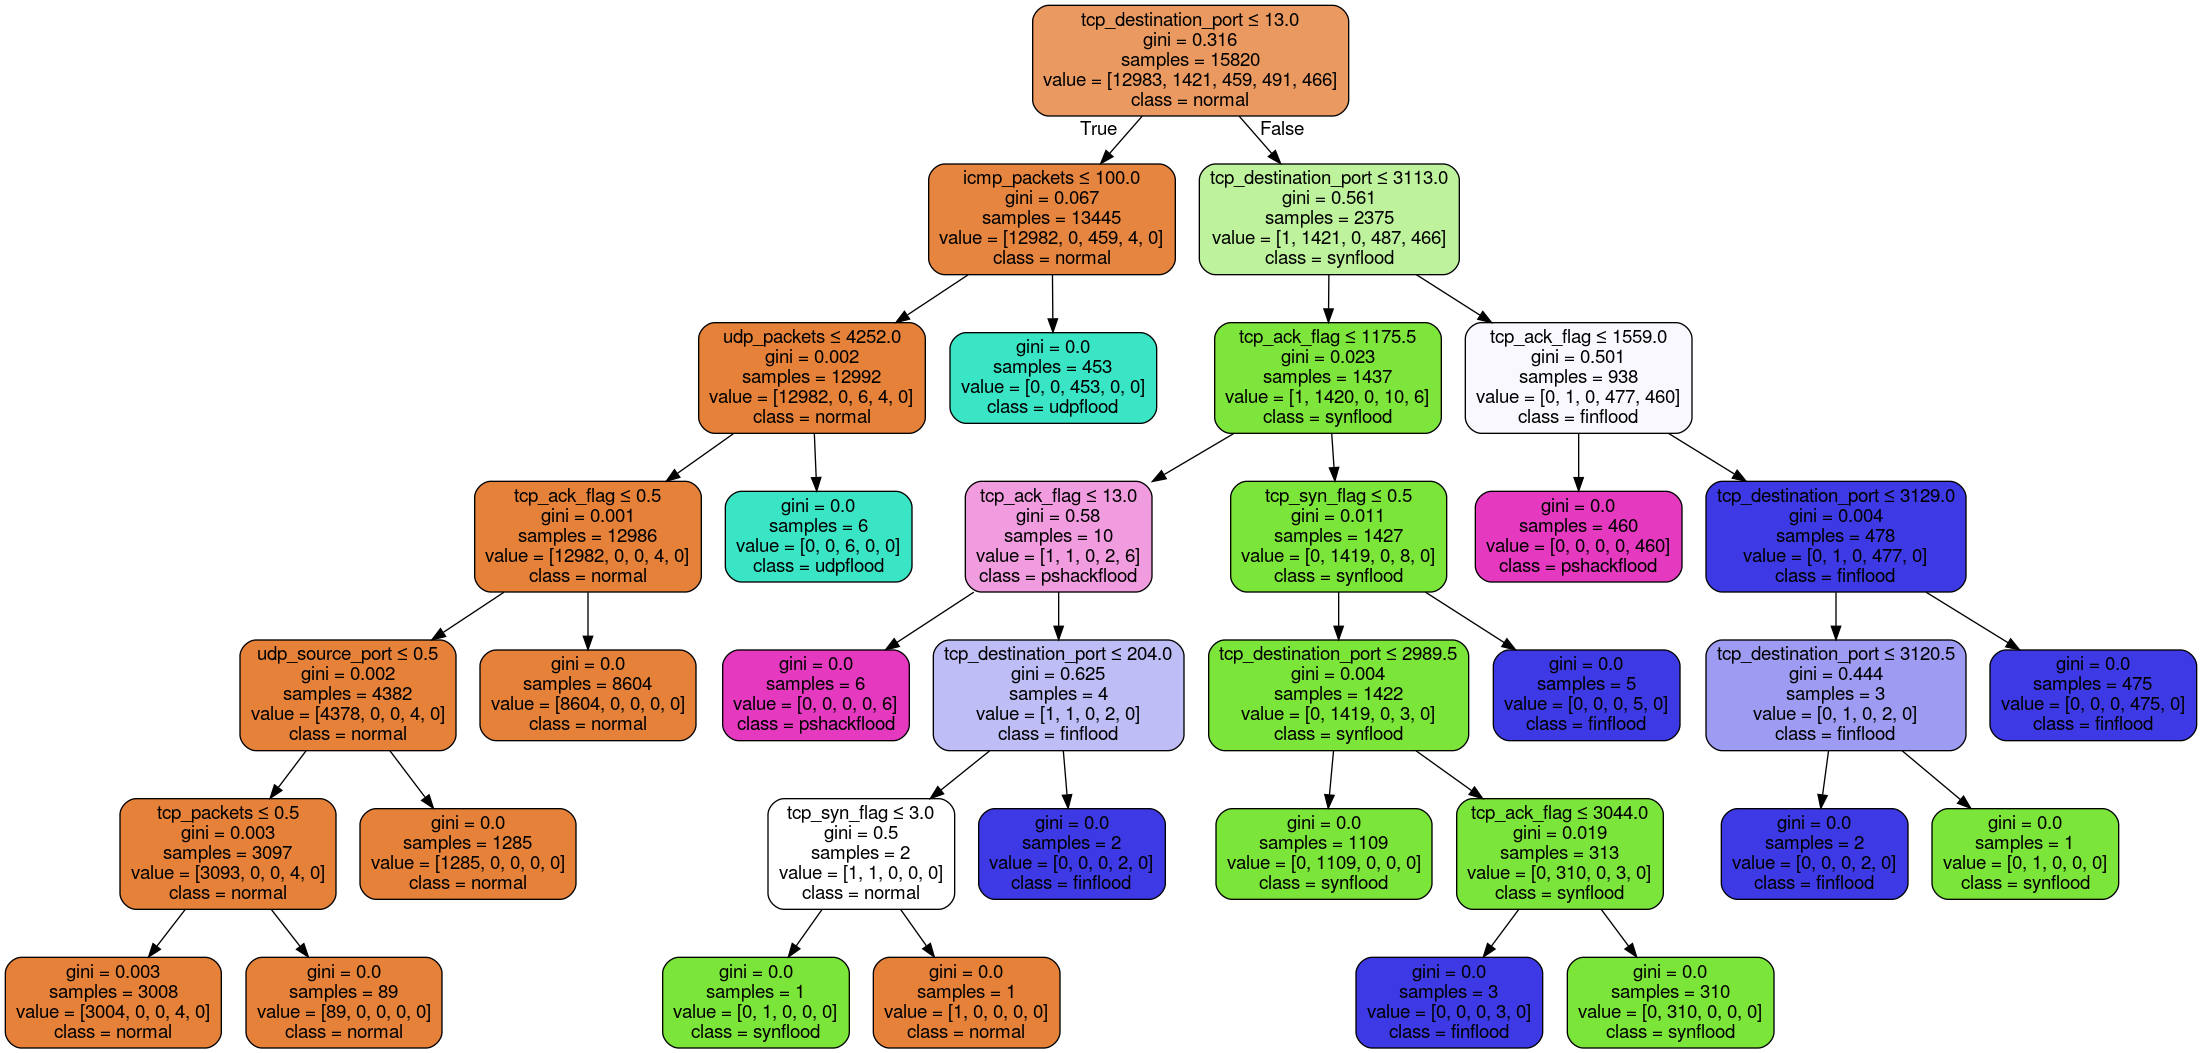 tcp_destination_port ≤ 13.0
gini = 0.316
samples = 15820
value = [12983, 1421, 459, 491, 466]
class = normal
True
False
icmp_packets ≤ 100.0
gini = 0.067
samples = 13445
value = [12982, 0, 459, 4, 0]
class = normal
tcp_destination_port ≤ 3113.0
gini = 0.561
samples = 2375
value = [1, 1421, 0, 487, 466]
class = synflood
udp_packets ≤ 4252.0
gini = 0.002
samples = 12992
value = [12982, 0, 6, 4, 0]
class = normal
gini = 0.0
samples = 453
value = [0, 0, 453, 0, 0]
class = udpflood
tcp_ack_flag ≤ 1175.5
gini = 0.023
samples = 1437
value = [1, 1420, 0, 10, 6]
class = synflood
tcp_ack_flag ≤ 1559.0
gini = 0.501
samples = 938
value = [0, 1, 0, 477, 460]
class = finflood
tcp_ack_flag ≤ 0.5
gini = 0.001
samples = 12986
value = [12982, 0, 0, 4, 0]
class = normal
gini = 0.0
samples = 6
value = [0, 0, 6, 0, 0]
class = udpflood
tcp_ack_flag ≤ 13.0
gini = 0.58
samples = 10
value = [1, 1, 0, 2, 6]
class = pshackflood
tcp_syn_flag ≤ 0.5
gini = 0.011
samples = 1427
value = [0, 1419, 0, 8, 0]
class = synflood
gini = 0.0
samples = 460
value = [0, 0, 0, 0, 460]
class = pshackflood
tcp_destination_port ≤ 3129.0
gini = 0.004
samples = 478
value = [0, 1, 0, 477, 0]
class = finflood
udp_source_port ≤ 0.5
gini = 0.002
samples = 4382
value = [4378, 0, 0, 4, 0]
class = normal
gini = 0.0
samples = 8604
value = [8604, 0, 0, 0, 0]
class = normal
gini = 0.0
samples = 6
value = [0, 0, 0, 0, 6]
class = pshackflood
tcp_destination_port ≤ 204.0
gini = 0.625
samples = 4
value = [1, 1, 0, 2, 0]
class = finflood
tcp_destination_port ≤ 2989.5
gini = 0.004
samples = 1422
value = [0, 1419, 0, 3, 0]
class = synflood
gini = 0.0
samples = 5
value = [0, 0, 0, 5, 0]
class = finflood
tcp_destination_port ≤ 3120.5
gini = 0.444
samples = 3
value = [0, 1, 0, 2, 0]
class = finflood
gini = 0.0
samples = 475
value = [0, 0, 0, 475, 0]
class = finflood
tcp_packets ≤ 0.5
gini = 0.003
samples = 3097
value = [3093, 0, 0, 4, 0]
class = normal
gini = 0.0
samples = 1285
value = [1285, 0, 0, 0, 0]
class = normal
tcp_syn_flag ≤ 3.0
gini = 0.5
samples = 2
value = [1, 1, 0, 0, 0]
class = normal
gini = 0.0
samples = 2
value = [0, 0, 0, 2, 0]
class = finflood
gini = 0.0
samples = 1109
value = [0, 1109, 0, 0, 0]
class = synflood
tcp_ack_flag ≤ 3044.0
gini = 0.019
samples = 313
value = [0, 310, 0, 3, 0]
class = synflood
gini = 0.0
samples = 2
value = [0, 0, 0, 2, 0]
class = finflood
gini = 0.0
samples = 1
value = [0, 1, 0, 0, 0]
class = synflood
gini = 0.003
samples = 3008
value = [3004, 0, 0, 4, 0]
class = normal
gini = 0.0
samples = 89
value = [89, 0, 0, 0, 0]
class = normal
gini = 0.0
samples = 1
value = [0, 1, 0, 0, 0]
class = synflood
gini = 0.0
samples = 1
value = [1, 0, 0, 0, 0]
class = normal
gini = 0.0
samples = 3
value = [0, 0, 0, 3, 0]
class = finflood
gini = 0.0
samples = 310
value = [0, 310, 0, 0, 0]
class = synflood